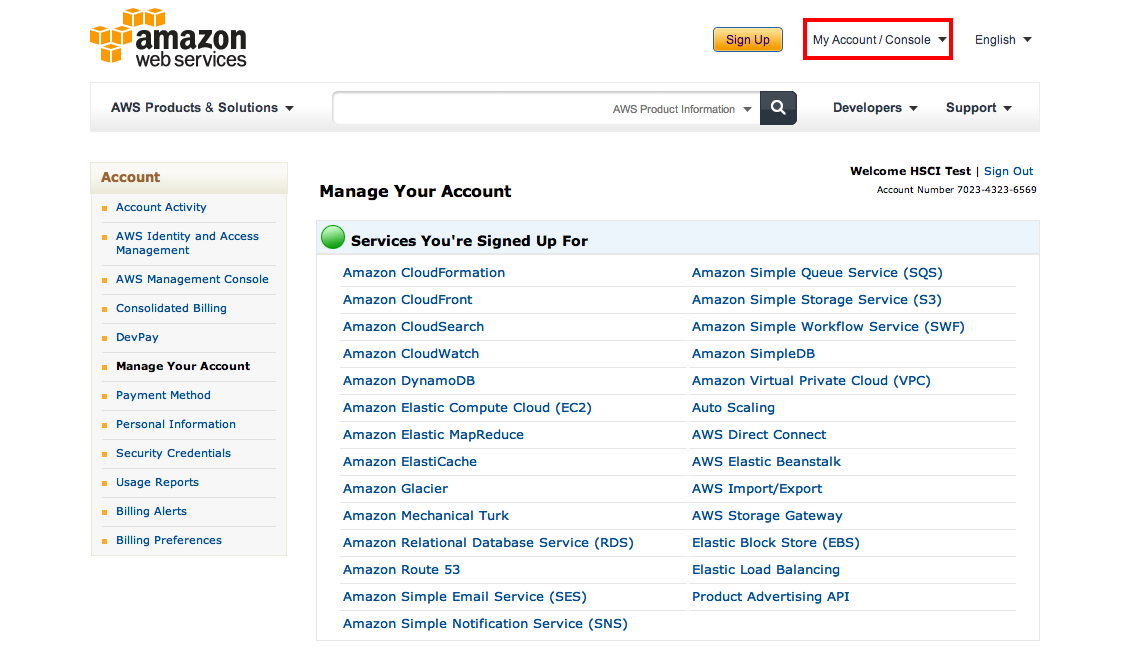 amazon
web services
Sign Up
My Account / Console
English
AWS Products & Solutions
AWS Product Information
Developers
Support
Account
Account Activity
AWS Identity and Access
Management
AWS Management Console
Consolidated Billing
DevPay
Manage Your Account
Payment Method
Personal Information
Security Credentials
Usage Reports
Billing Alerts
Billing Preferences
Welcome HSCI Test | Sign Out
Account Number 7023-4323-6569
Manage Your Account
Services You're Signed Up For
Amazon CloudFormation
Amazon CloudFront
Amazon CloudSearch
Amazon CloudWatch
Amazon DynamoDB
Amazon Elastic Compute Cloud (EC2)
Amazon Elastic MapReduce
Amazon ElastiCache
Amazon Glacier
Amazon Mechanical Turk
Amazon Relational Database Service (RDS)
Amazon Route 53
Amazon Simple Email Service (SES)
Amazon Simple Notification Service (SNS)
Amazon Simple Queue Service (SQS)
Amazon Simple Storage Service (S3)
Amazon Simple Workflow Service (SWF)
Amazon SimpleDB
Amazon Virtual Private Cloud (VPC)
Auto Scaling
AWS Direct Connect
AWS Elastic Beanstalk
AWS Import/Export
AWS Storage Gateway
Elastic Block Store (EBS)
Elastic Load Balancing
Product Advertising API